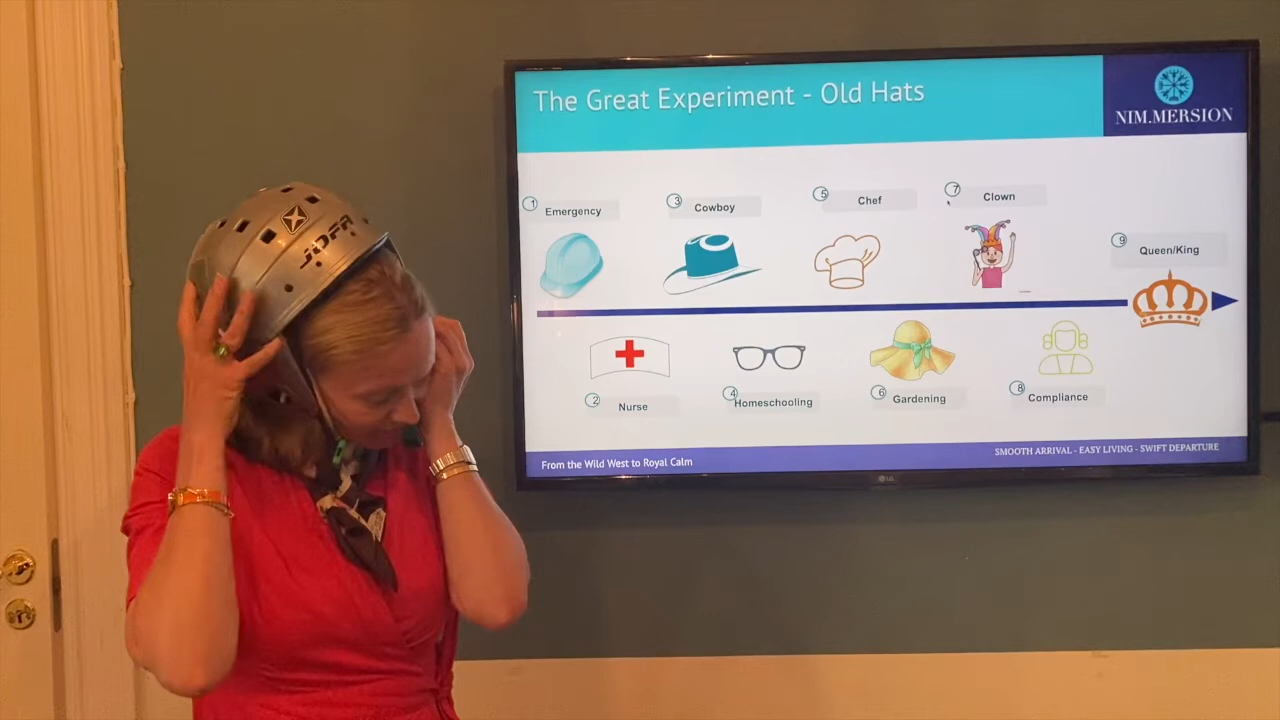 JOFA
The Great Experiment - Old Hats
NIM.MERSION
1 Emergency
3 Cowboy
5 Chef
7 Clown
9 Queen/King
2 Nurse
4 Homeschooling
6 Gardening
8 Compliance
From the Wild West to Royal Calm
SMOOTH ARRIVAL - EASY LIVING - SWIFT DEPARTURE
LG